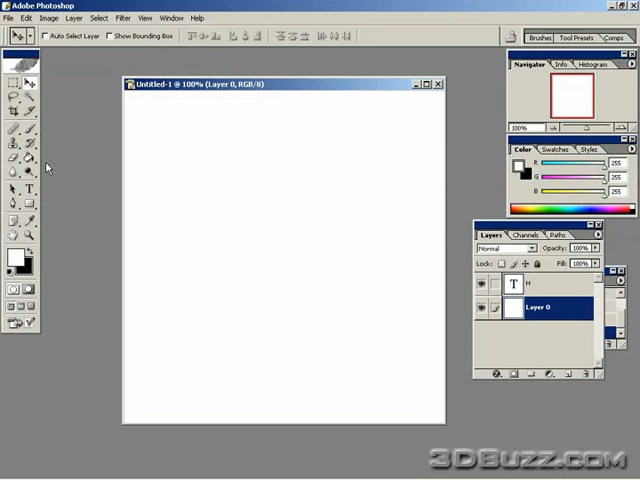 Adobe Photoshop
File Edit Image Layer Select Filter View Window Help
Auto Select Layer Show Bounding Box
Brushes Tool Presets Comps
Untitled-1 @ 100% (Layer 0, RGB/8)
Navigator Info Histogram
100%
Color Swatches Styles
R 255
G 255
B 255
Layers Channels Paths
Normal Opacity: 100%
Lock: Fill: 100%
T H
Layer 0
T
3DBuzz.com